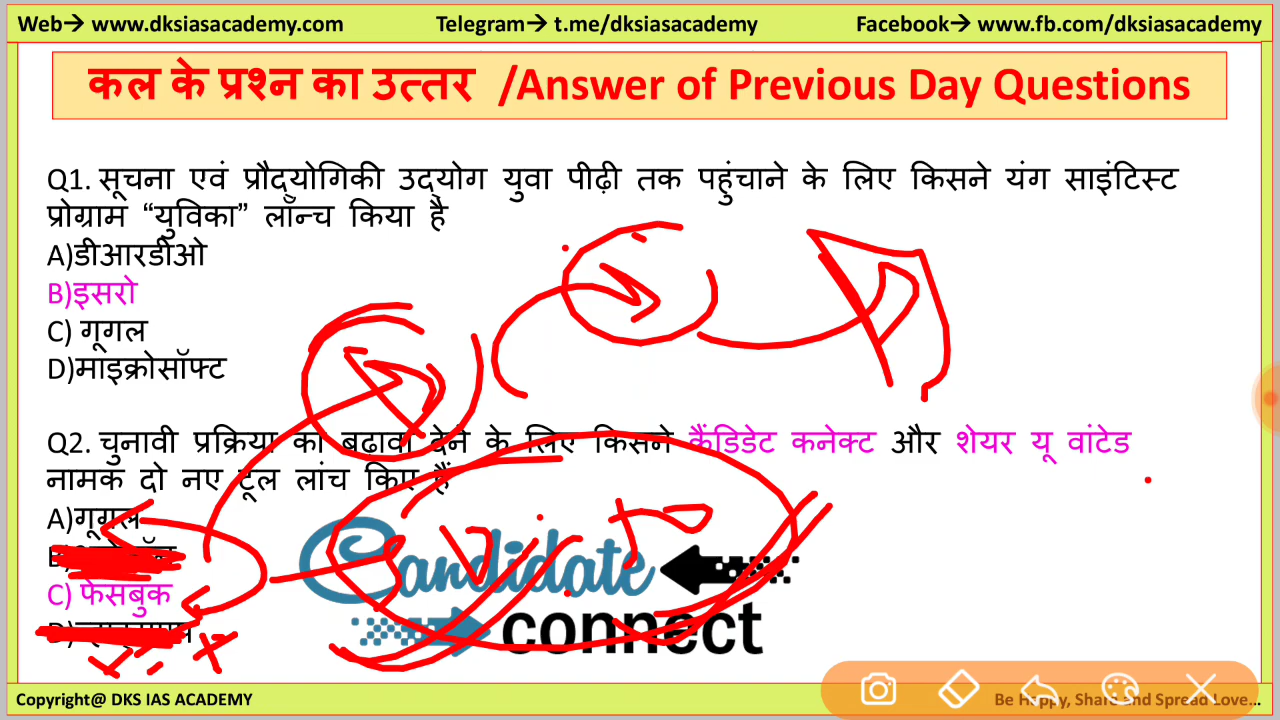 Web→ www.dksiasacademy.com Telegram→ t.me/dksiasacademy Facebook→ www.fb.com/dksiasacademy
कल के प्रश्न का उत्तर /Answer of Previous Day Questions
Q1. सूचना एवं प्रौद्योगिकी उद्योग युवा पीढ़ी तक पहुंचाने के लिए किसने यंग साइंटिस्ट
प्रोग्राम “युविका” लॉन्च किया है
A)डीआरडीओ
B)इसरो
C) गूगल
D)माइक्रोसॉफ्ट
Q2. चुनावी प्रक्रिया को बढ़ावा देने के लिए किसने कैंडिडेट कनेक्ट और शेयर यू वांटेड
नामक दो नए टूल लांच किए हैं
A)गूगल
B)
C) फेसबुक
D)
Candidate
connect
Copyright@ DKS IAS ACADEMY Be Happy, Share and Spread Love...